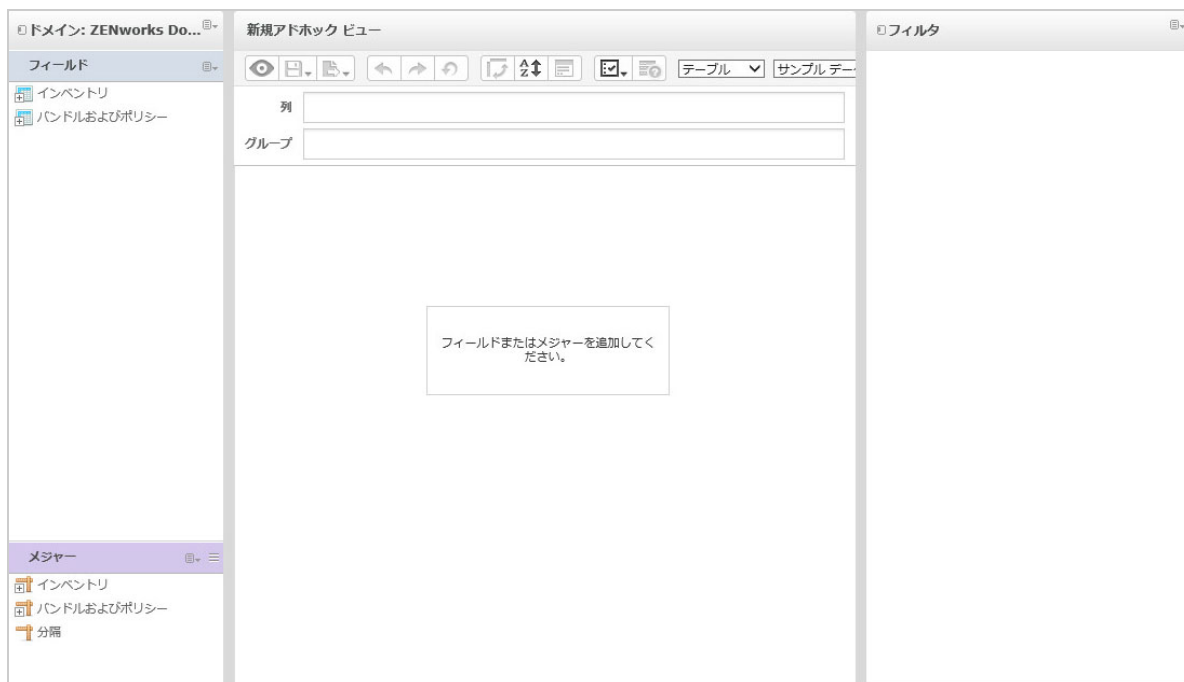 ドメイン: ZENworks Do...
フィールド
インベントリ
バンドルおよびポリシー
メジャー
インベントリ
バンドルおよびポリシー
分隔
新規アドホック ビュー
テーブル
サンプル データ
列
グループ
フィールドまたはメジャーを追加してく
ださい。
フィルタ